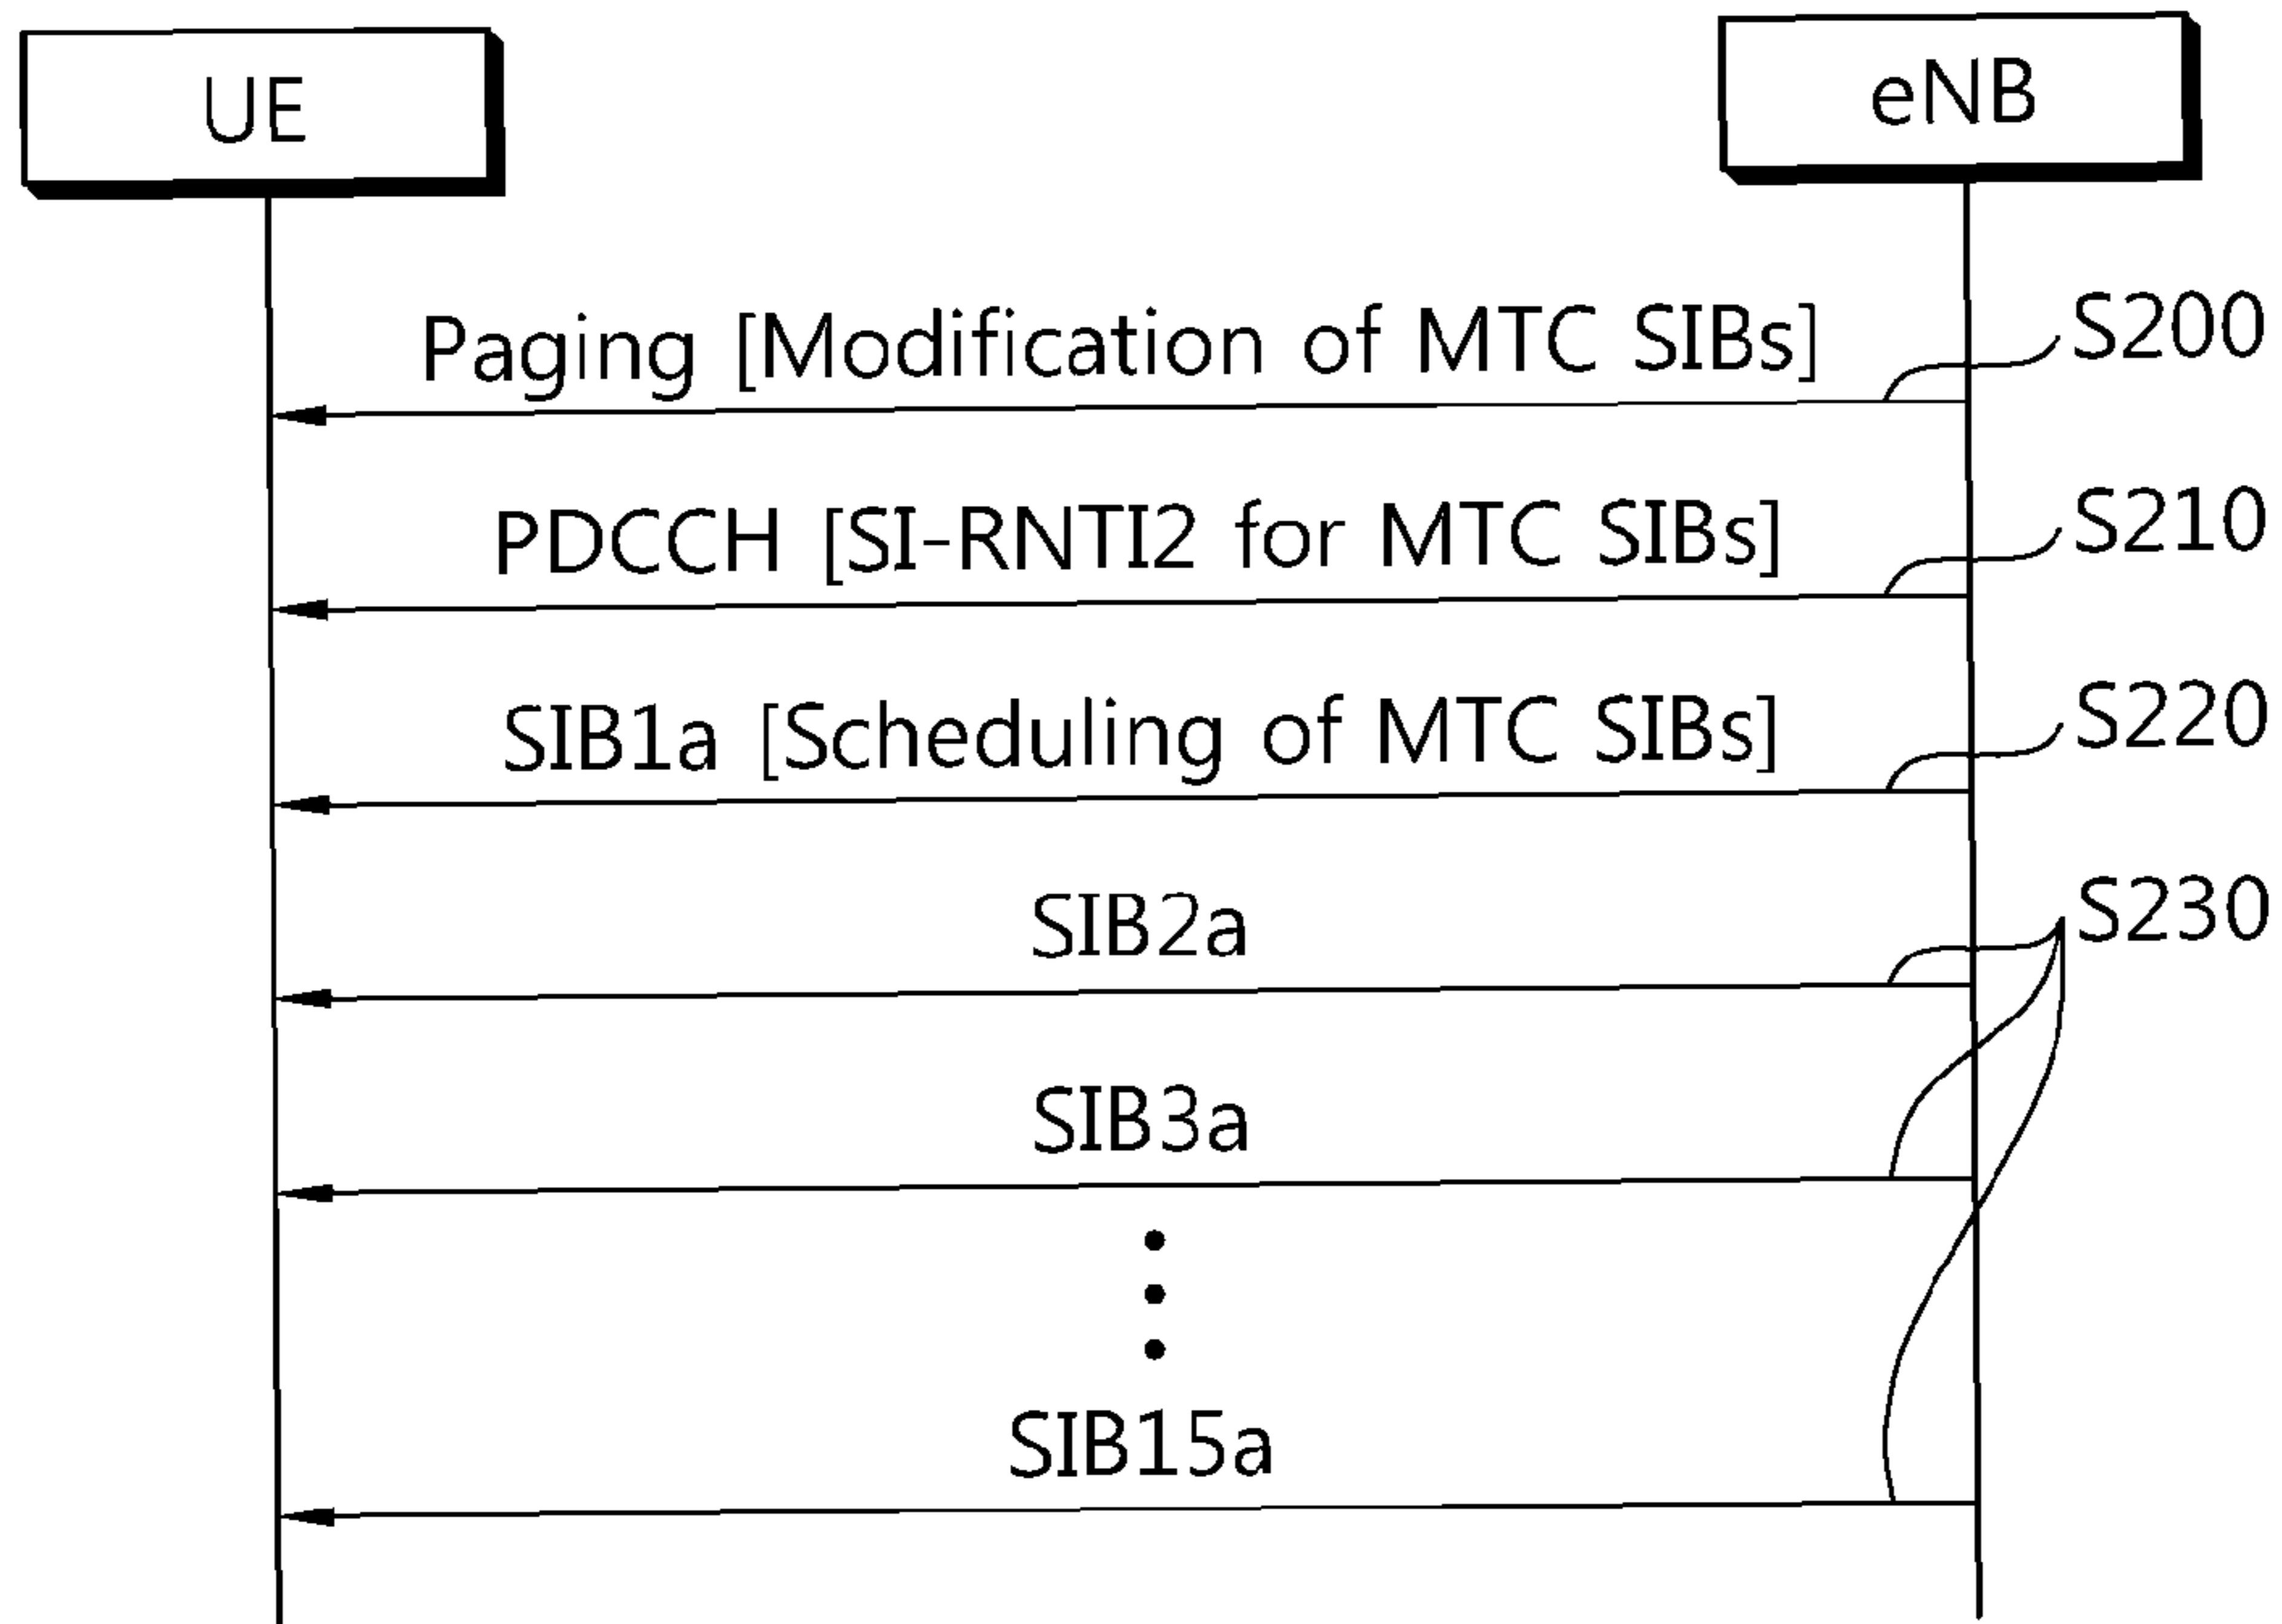 UE
eNB
Paging [Modification of MTC SIBs]
S200
PDCCH [SI-RNTI2 for MTC SIBs]
S210
SIB1a [Scheduling of MTC SIBs]
S220
SIB2a
S230
SIB3a
SIB15a